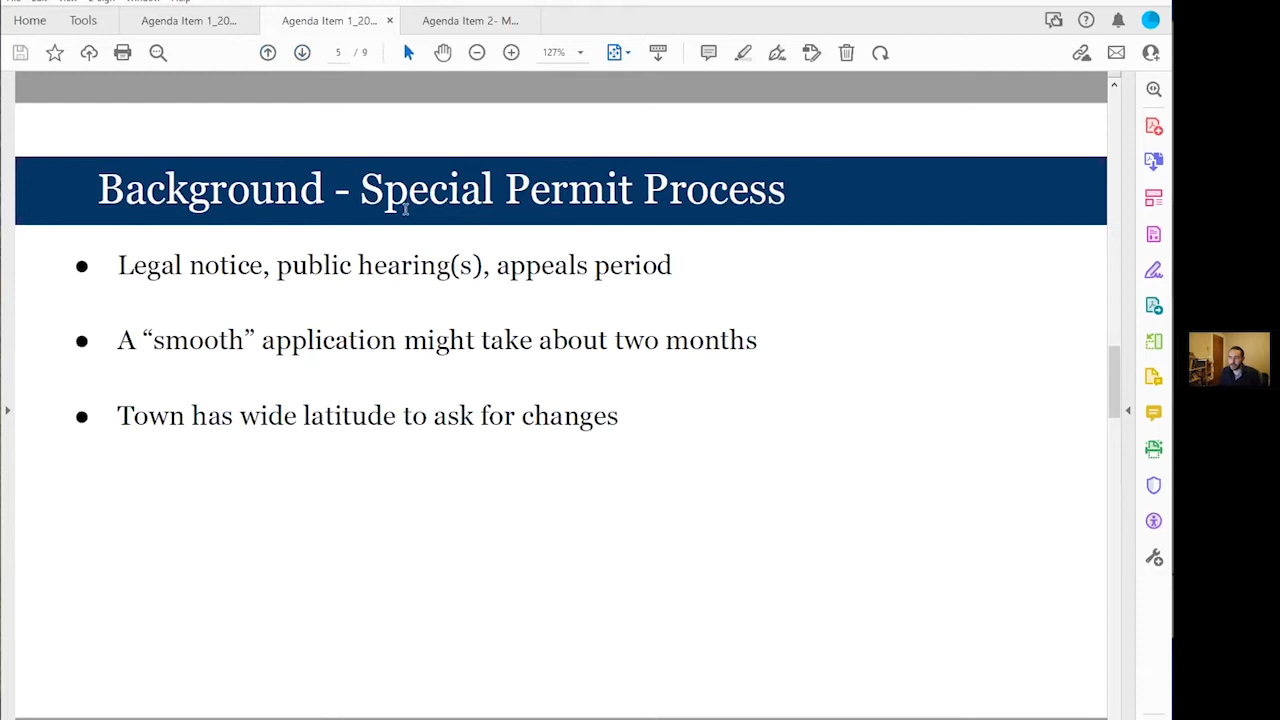 Home
Tools
Agenda Item 1_20...
Agenda Item 1_20...
Agenda Item 2- M...
5 / 9
127%
Background - Special Permit Process
● Legal notice, public hearing(s), appeals period
● A “smooth” application might take about two months
● Town has wide latitude to ask for changes